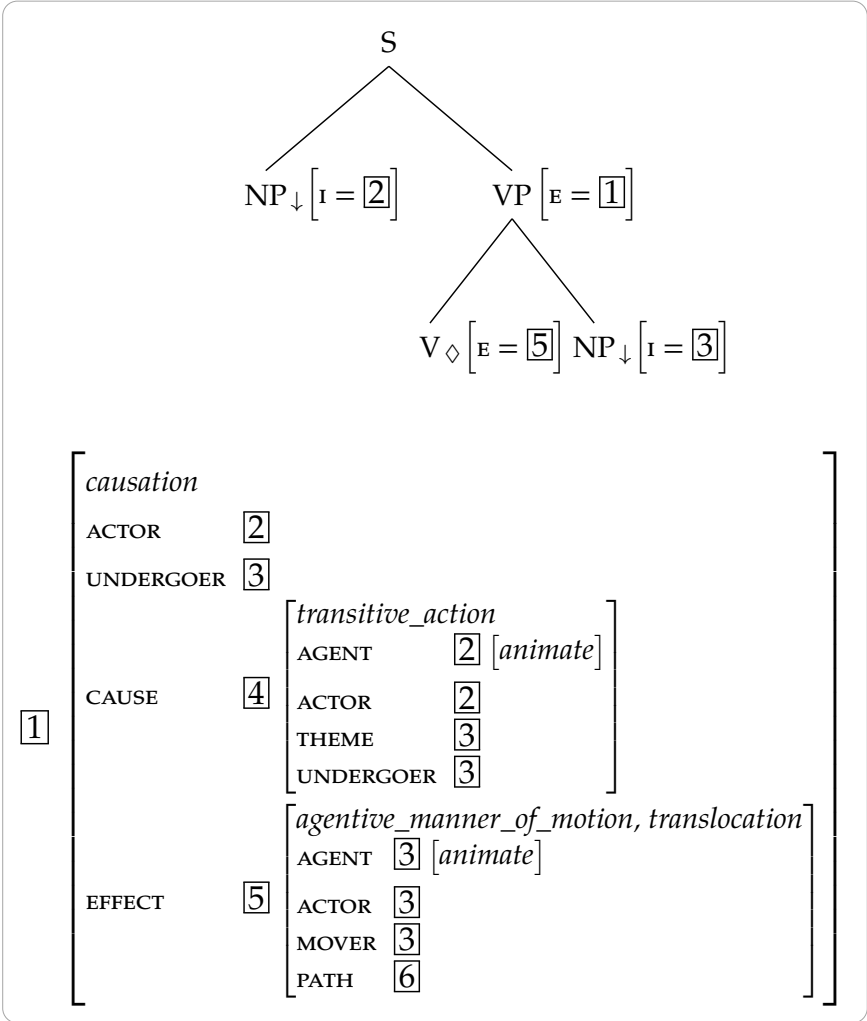 S
NP↓[ɪ = 2] VP[ᴇ = 1]
V◇[ᴇ = 5] NP↓[ɪ = 3]
causation
ACTOR 2
UNDERGOER 3
transitive_action
AGENT 2 [animate]
CAUSE 4 ACTOR 2
THEME 3
1
UNDERGOER 3
agentive_manner_of_motion, translocation
AGENT 3 [animate]
EFFECT 5 ACTOR 3
MOVER 3
PATH 6